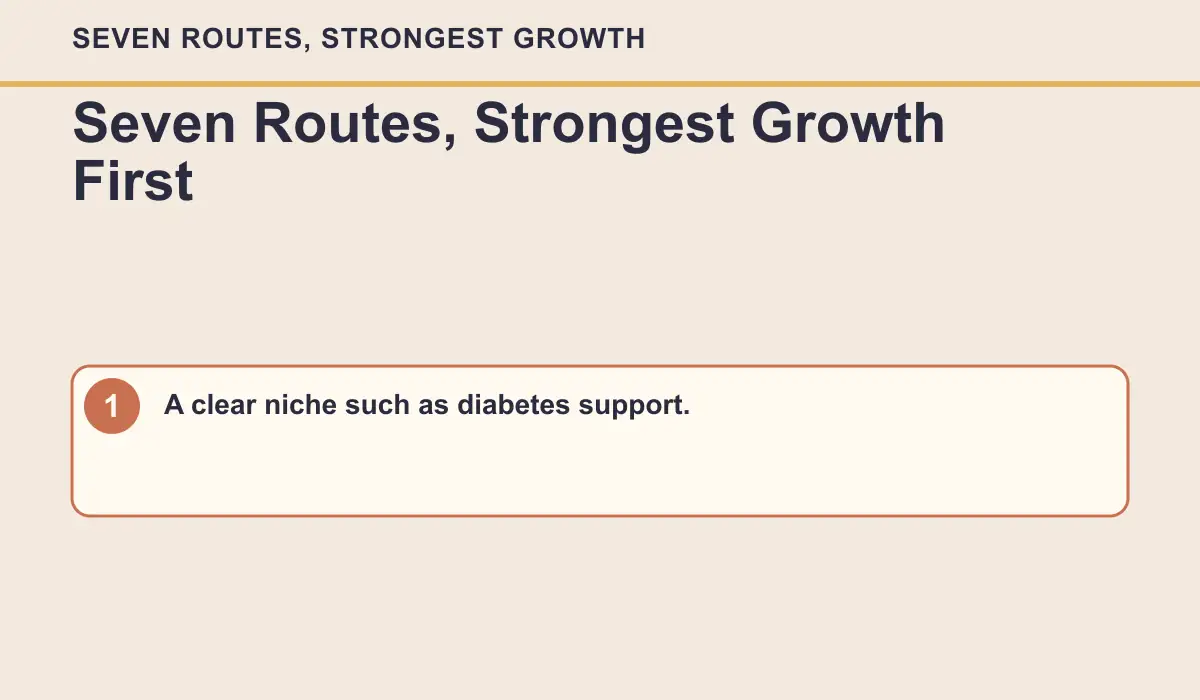 SEVEN ROUTES, STRONGEST GROWTH
Seven Routes, Strongest Growth
First
1
A clear niche such as diabetes support.